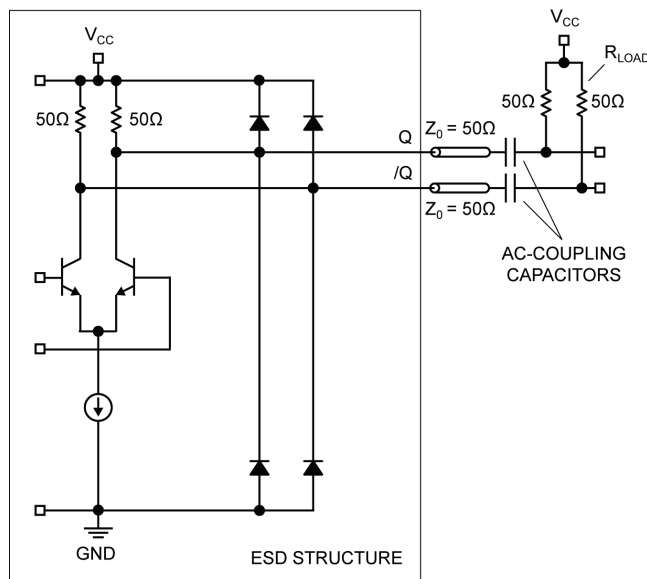 V_CC
50Ω
50Ω
V_CC
R_LOAD
50Ω
50Ω
Q
Z_0 = 50Ω
/Q
Z_0 = 50Ω
AC-COUPLING
CAPACITORS
GND
ESD STRUCTURE